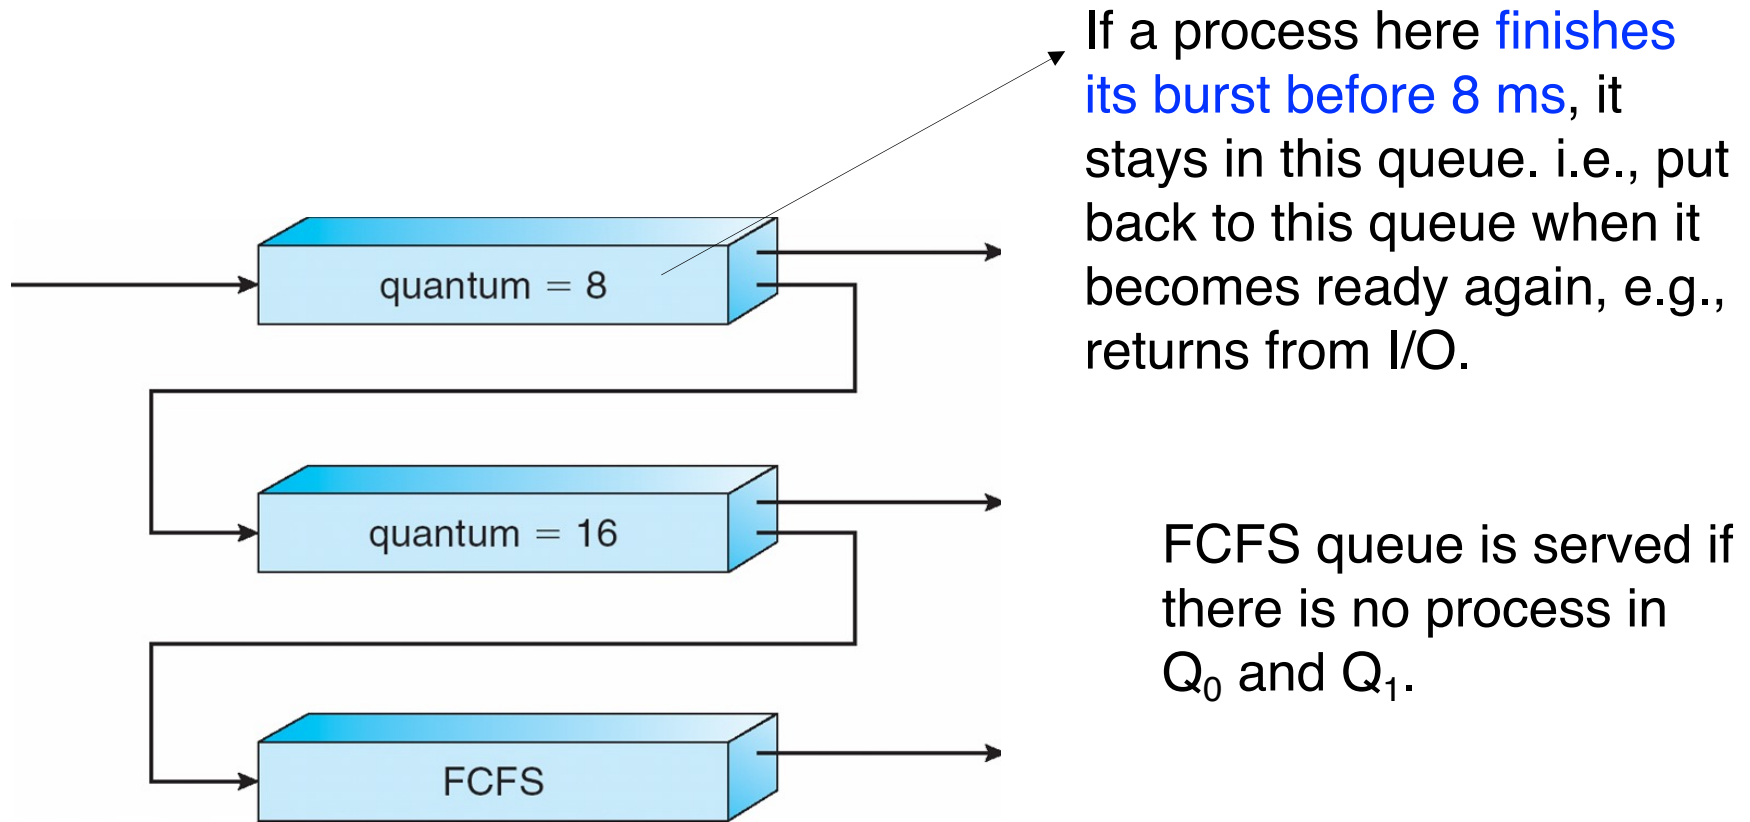 If a process here finishes
its burst before 8 ms, it
stays in this queue. i.e., put
back to this queue when it
becomes ready again, e.g.,
returns from I/O.
quantum = 8
quantum = 16
FCFS queue is served if
there is no process in
Q₀ and Q₁.
FCFS